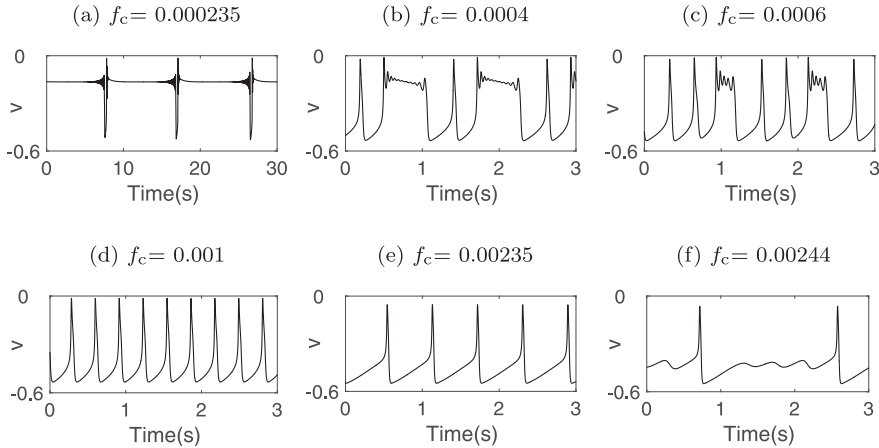 (a) f_c= 0.000235
(b) f_c= 0.0004
(c) f_c= 0.0006
0
-0.6
v
0 10 20 30
Time(s)
0
-0.6
v
0 1 2 3
Time(s)
0
-0.6
v
0 1 2 3
Time(s)
(d) f_c= 0.001
(e) f_c= 0.00235
(f) f_c= 0.00244
0
-0.6
v
0 1 2 3
Time(s)
0
-0.6
v
0 1 2 3
Time(s)
0
-0.6
v
0 1 2 3
Time(s)